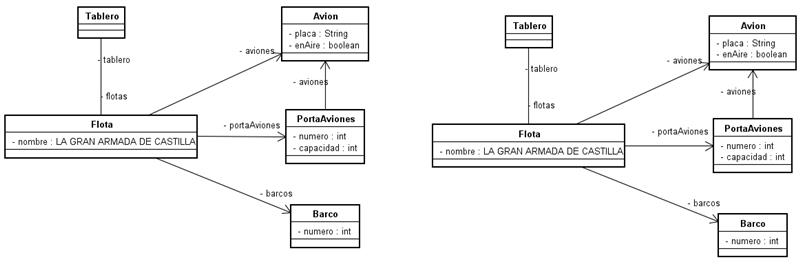 Tablero
Avion
- placa : String
- enAire : boolean
- aviones
- tablero
- aviones
- flotas
Flota
- nombre : LA GRAN ARMADA DE CASTILLA
- portaAviones
PortaAviones
- numero : int
- capacidad : int
- barcos
Barco
- numero : int
Tablero
Avion
- placa : String
- enAire : boolean
- aviones
- tablero
- aviones
- flotas
Flota
- nombre : LA GRAN ARMADA DE CASTILLA
- portaAviones
PortaAviones
- numero : int
- capacidad : int
- barcos
Barco
- numero : int